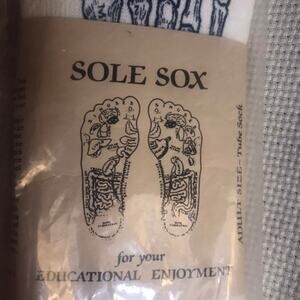 SOLE SOX
for your
EDUCATIONAL ENJOYMENT
ADULT SIZE - Tube Sock